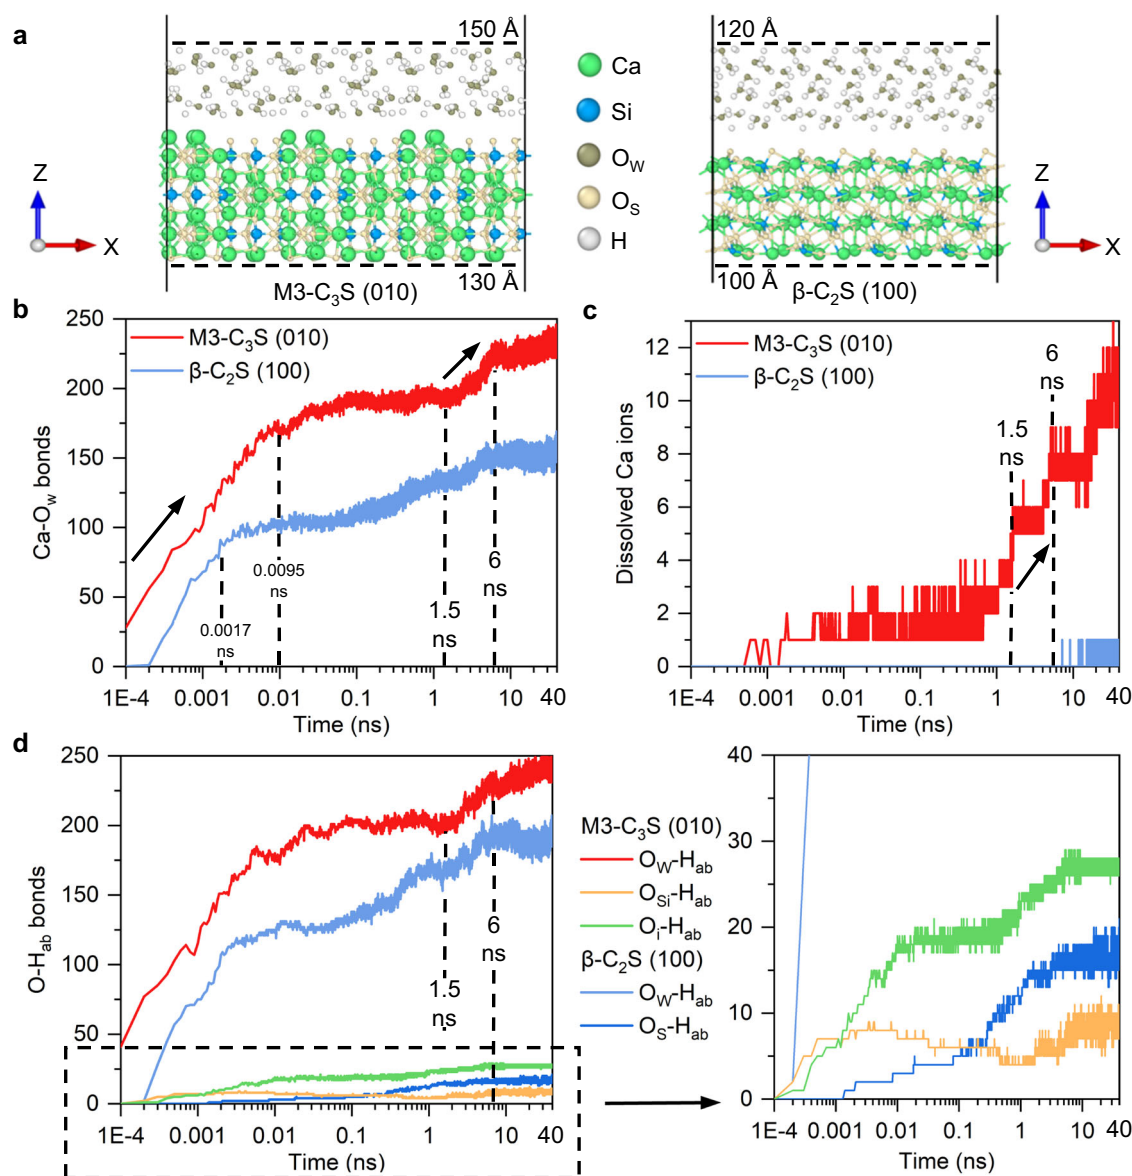 a
150 Å
120 Å
Ca
Si
O_W
O_S
H
Z
X
Z
X
130 Å
M3-C₃S (010)
100 Å
β-C₂S (100)
b
250
200
150
100
50
0
Ca-O_w bonds
M3-C₃S (010)
β-C₂S (100)
0.0017
ns
0.0095
ns
1.5
ns
6
ns
1E-4
0.001
0.01
0.1
1
10
40
Time (ns)
c
12
10
8
6
4
2
0
Dissolved Ca ions
M3-C₃S (010)
β-C₂S (100)
1.5
ns
6
ns
1E-4
0.001
0.01
0.1
1
10
40
Time (ns)
d
250
200
150
100
50
0
O-H_ab bonds
1.5
ns
6
ns
1E-4
0.001
0.01
0.1
1
10
40
Time (ns)
M3-C₃S (010)
O_W-H_ab
O_Si-H_ab
O_i-H_ab
β-C₂S (100)
O_W-H_ab
O_S-H_ab
40
30
20
10
0
1E-4
0.001
0.01
0.1
1
10
40
Time (ns)